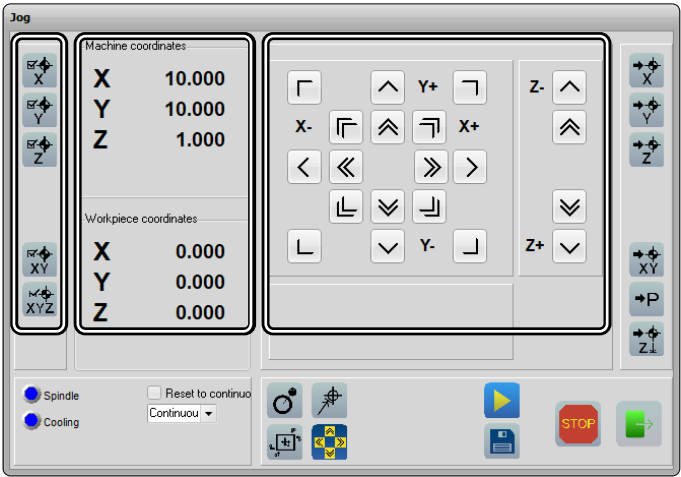 Jog
Machine coordinates
X 10.000
Y 10.000
Z 1.000
Workpiece coordinates
X 0.000
Y 0.000
Z 0.000
X
Y
Z
XY
XYZ
Y+
X-
X+
Y-
Z-
Z+
X
Y
Z
XY
P
Z
Spindle
Cooling
Reset to continuo
Continuou
STOP